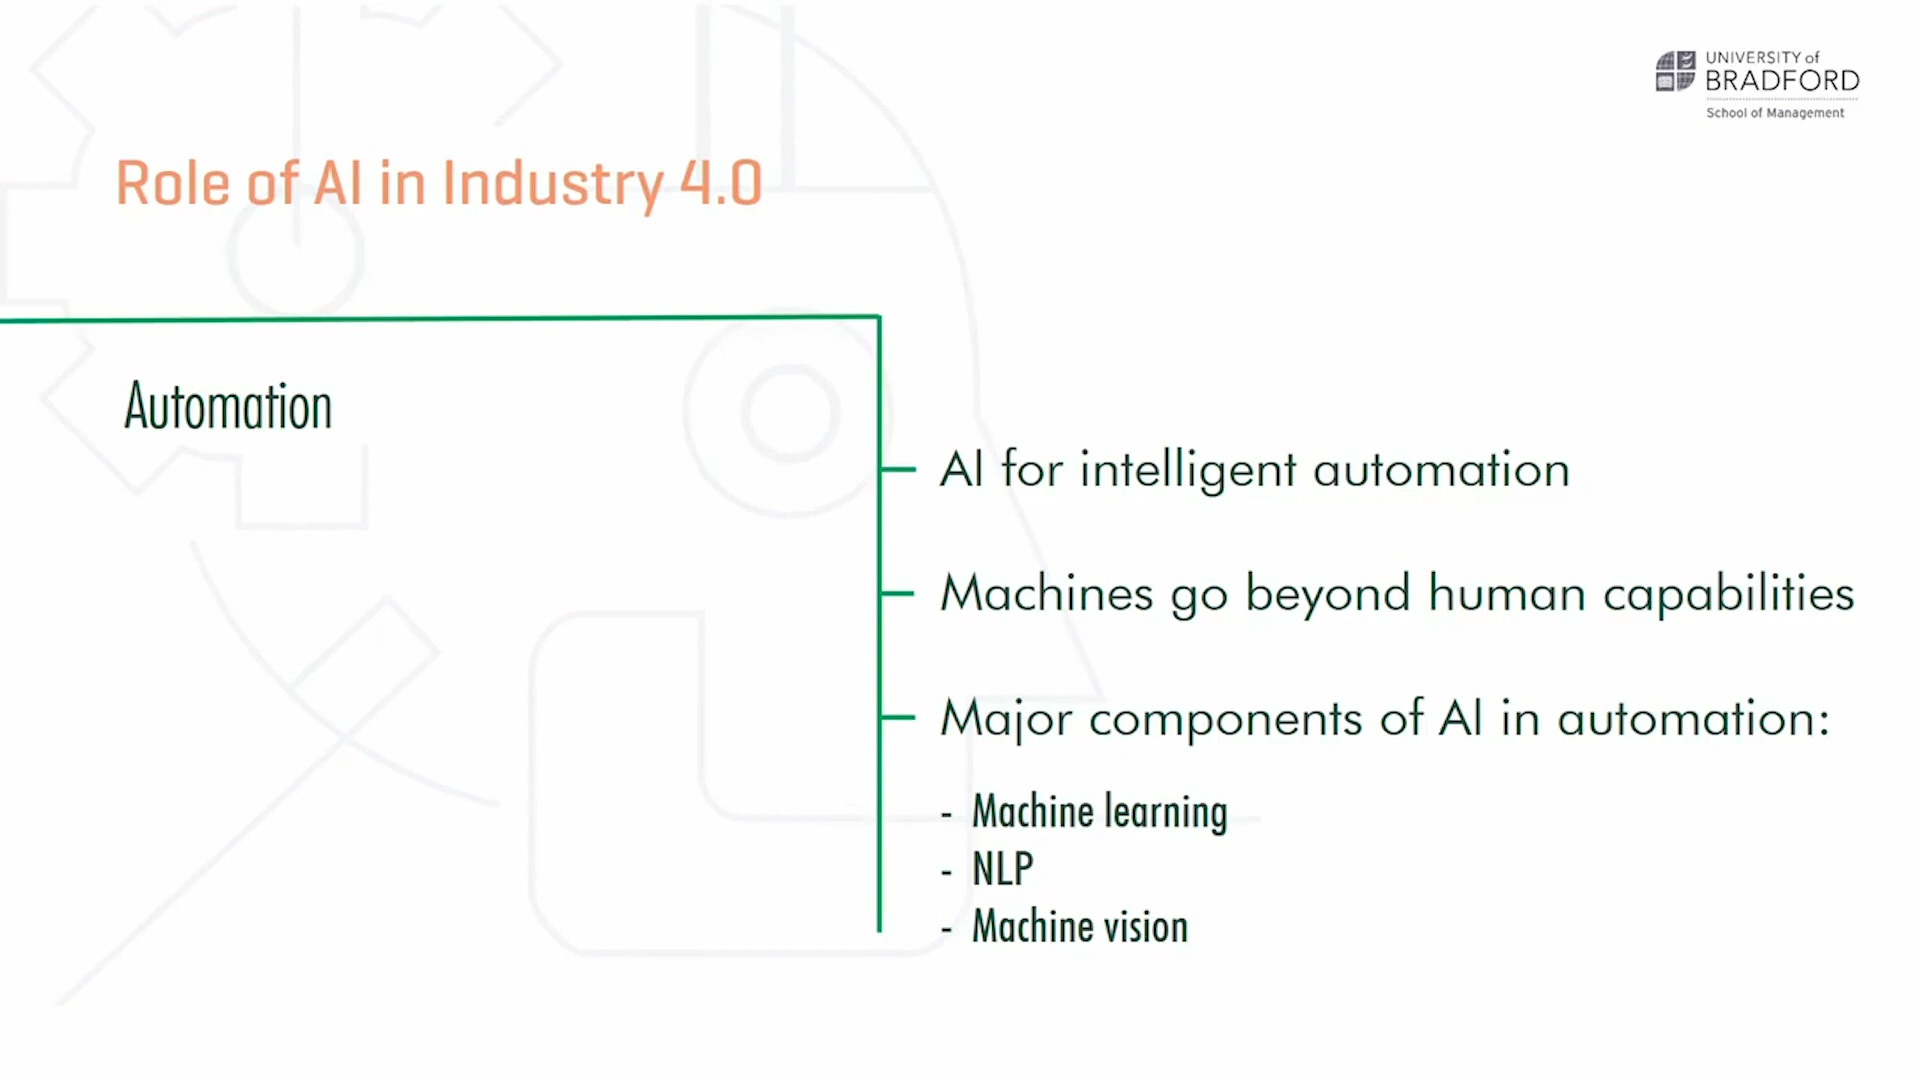 UNIVERSITY of
BRADFORD
School of Management
Role of AI in Industry 4.0
Automation
AI for intelligent automation
Machines go beyond human capabilities
Major components of AI in automation:
- Machine learning
- NLP
- Machine vision